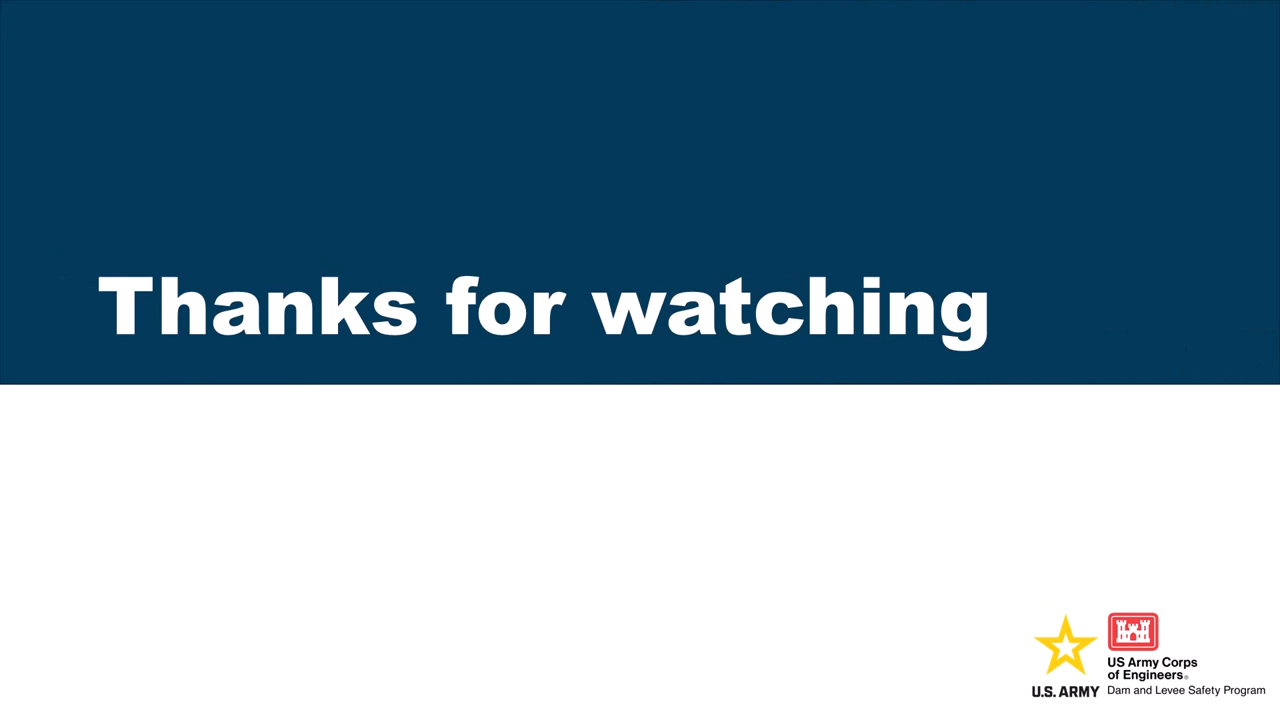 Thanks for watching
U.S. ARMY
US Army Corps
of Engineers®
Dam and Levee Safety Program